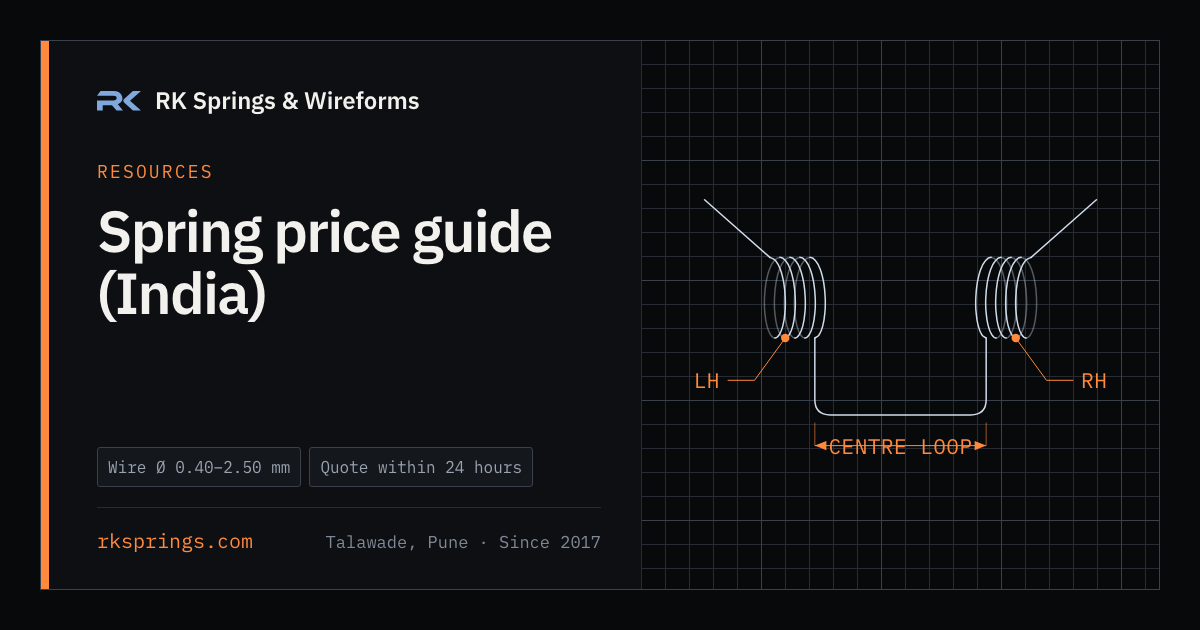 RK RK Springs & Wireforms
RESOURCES
Spring price guide
(India)
Wire Ø 0.40–2.50 mm
Quote within 24 hours
rksprings.com
Talawade, Pune · Since 2017
LH
RH
CENTRE LOOP